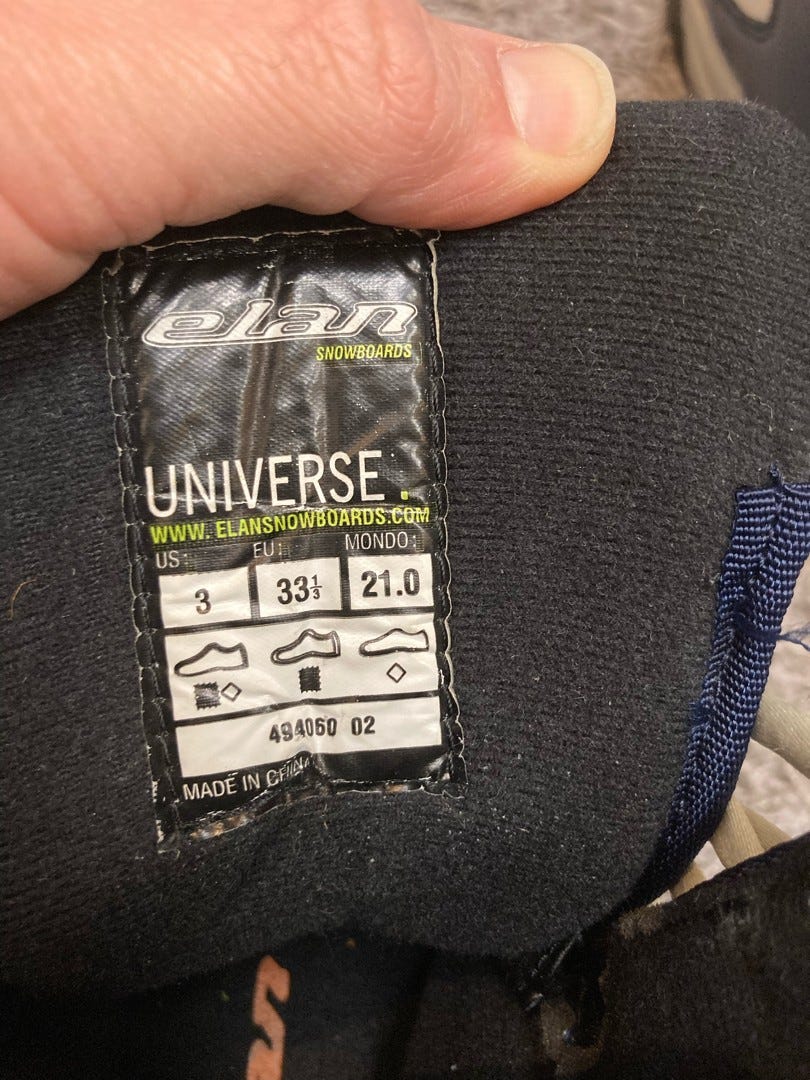 elan
SNOWBOARDS
UNIVERSE.
WWW.ELANSNOWBOARDS.COM
US: EU: MONDO:
3 33⅓ 21.0
494060 02
MADE IN CHINA